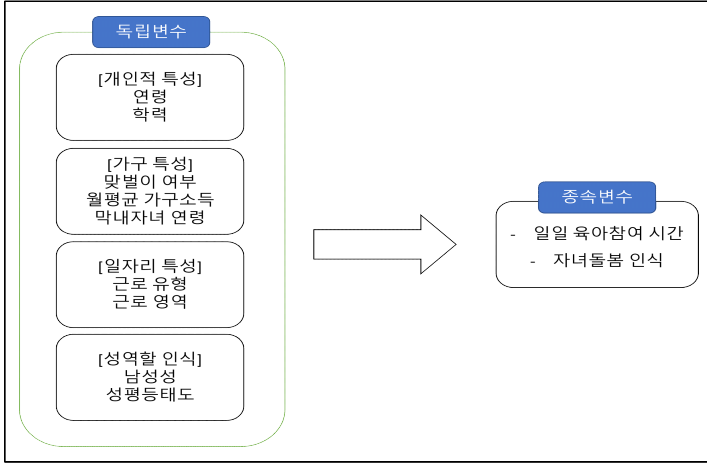 독립변수
[개인적 특성]
연령
학력
[가구 특성]
맞벌이 여부
월평균 가구소득
막내자녀 연령
[일자리 특성]
근로 유형
근로 영역
[성역할 인식]
남성성
성평등태도
종속변수
- 일일 육아참여 시간
- 자녀돌봄 인식